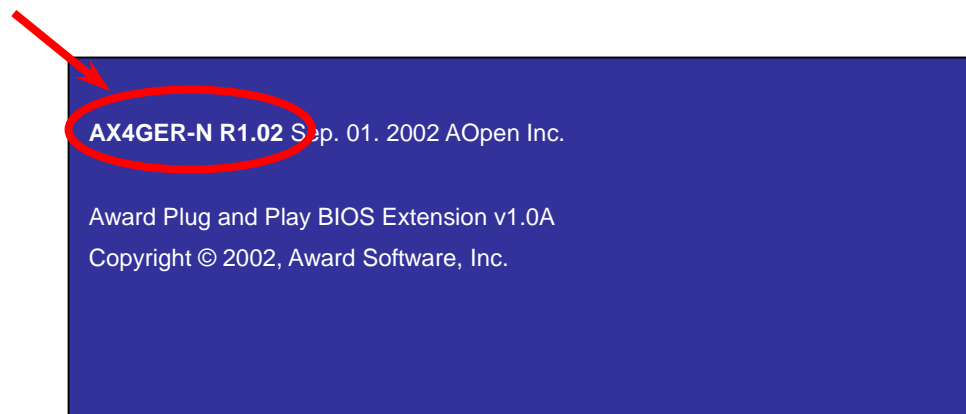 AX4GER-N R1.02 Sep. 01. 2002 AOpen Inc.
Award Plug and Play BIOS Extension v1.0A
Copyright © 2002, Award Software, Inc.